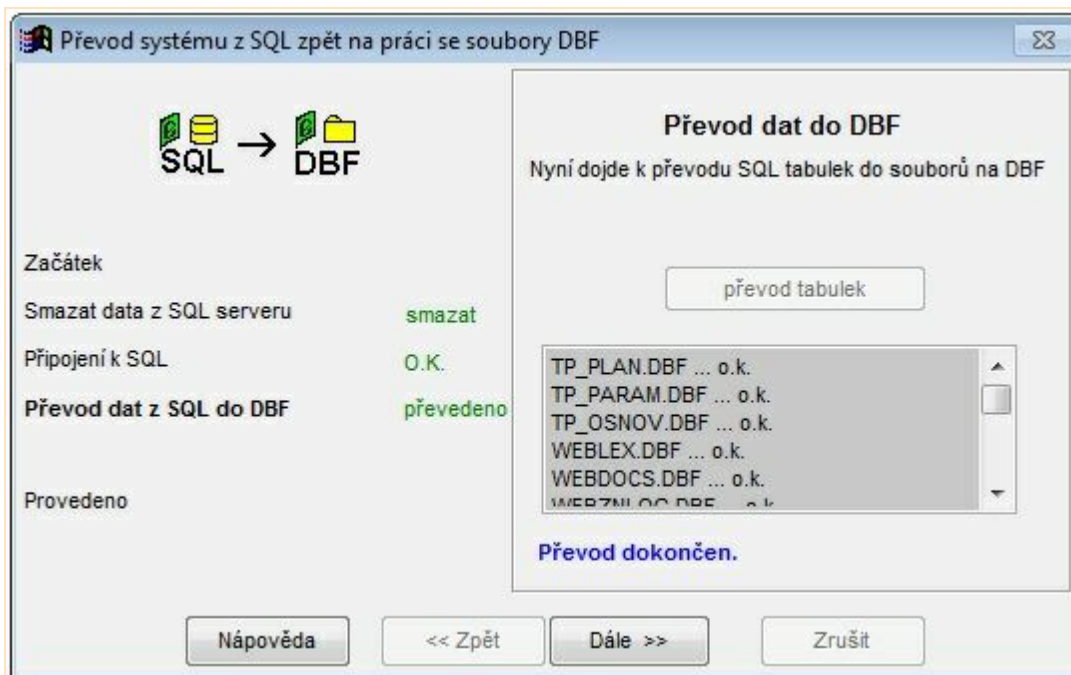 Převod systému z SQL zpět na práci se soubory DBF
SQL → DBF
Začátek
Smazat data z SQL serveru smazat
Připojení k SQL O.K.
Převod dat z SQL do DBF převedeno
Provedeno
Převod dat do DBF
Nyní dojde k převodu SQL tabulek do souborů na DBF
převod tabulek
TP_PLAN.DBF ... o.k.
TP_PARAM.DBF ... o.k.
TP_OSNOV.DBF ... o.k.
WEBLEX.DBF ... o.k.
WEBDOCS.DBF ... o.k.
Převod dokončen.
Nápověda << Zpět Dále >> Zrušit